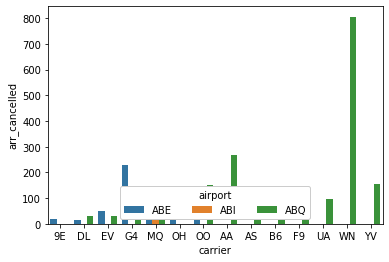 800
700
600
500
400
300
200
100
0
arr_cancelled
airport
ABE ABI ABQ
9E DL EV G4 MQ OH OO AA AS B6 F9 UA WN YV
carrier